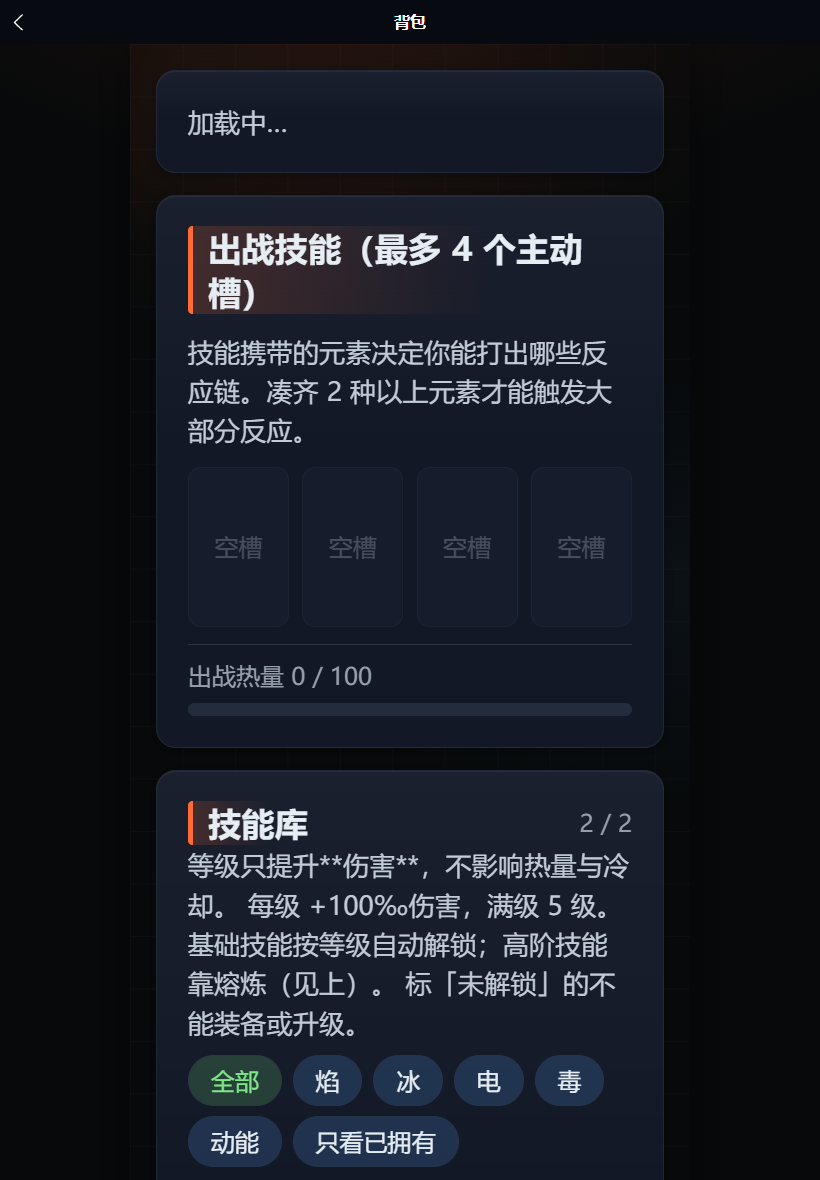 背包
加载中...
出战技能（最多 4 个主动
槽）
技能携带的元素决定你能打出哪些反
应链。凑齐 2 种以上元素才能触发大
部分反应。
空槽 空槽 空槽 空槽
出战热量 0 / 100
技能库 2 / 2
等级只提升**伤害**，不影响热量与冷
却。 每级 +100‰伤害，满级 5 级。
基础技能按等级自动解锁；高阶技能
靠熔炼（见上）。 标「未解锁」的不
能装备或升级。
全部 焰 冰 电 毒
动能 只看已拥有